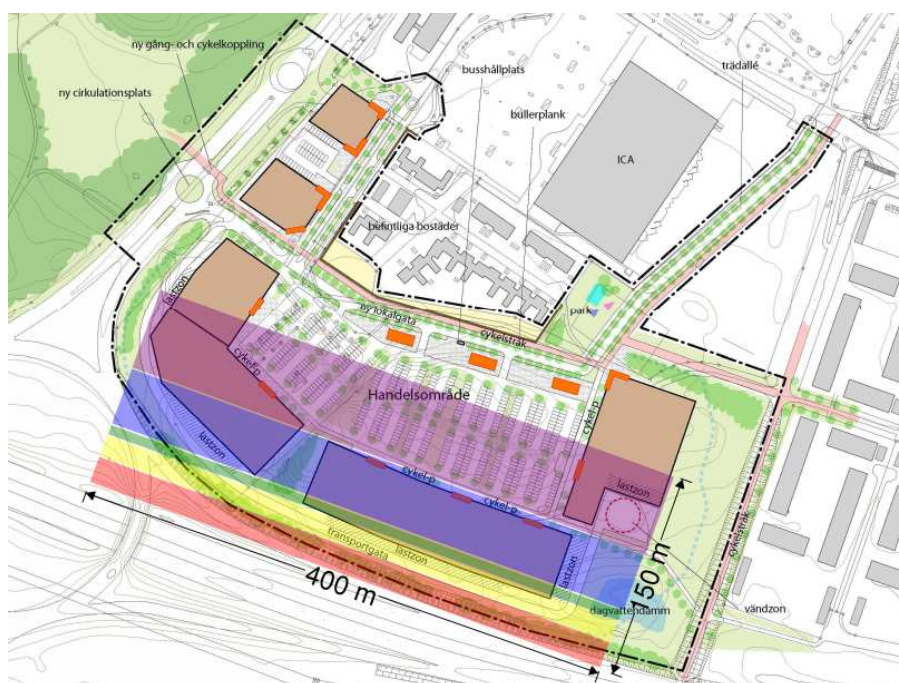 ny gång- och cykelkoppling
busshållplats
trädallé
ny cirkulationsplats
bullerplank
ICA
befintliga bostäder
lastzon
park
ny lokalgata
cykelstråk
cykel-p
Handelsområde
cykel-p
lastzon
lastzon
cykel-p
cykel-p
cykelstråk
lastzon
transportgata
400 m
lastzon
150 m
dagvattendamm
vändzon